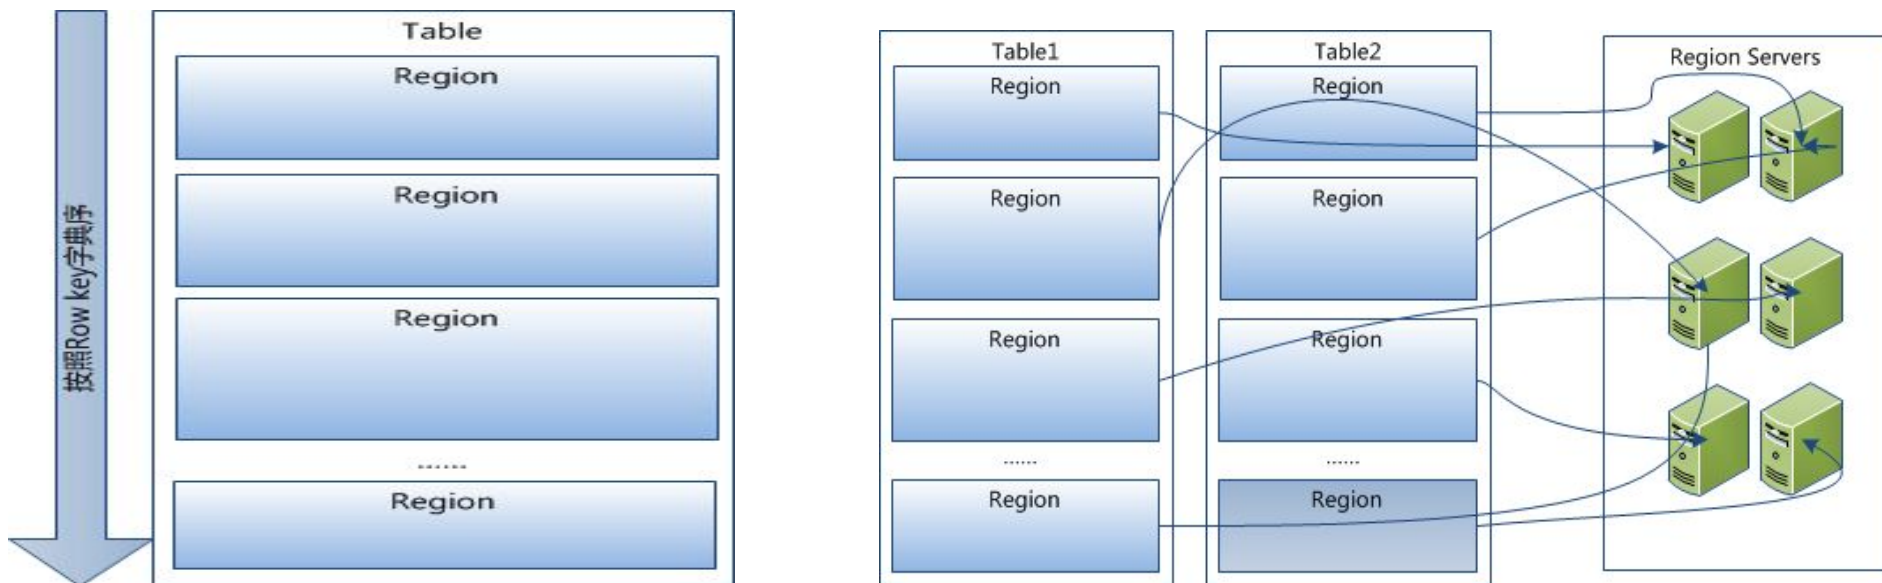 Table
Region
Region
Region
......
Region
按照Row key字典序
Table1
Region
Region
Region
......
Region
Table2
Region
Region
Region
......
Region
Region Servers